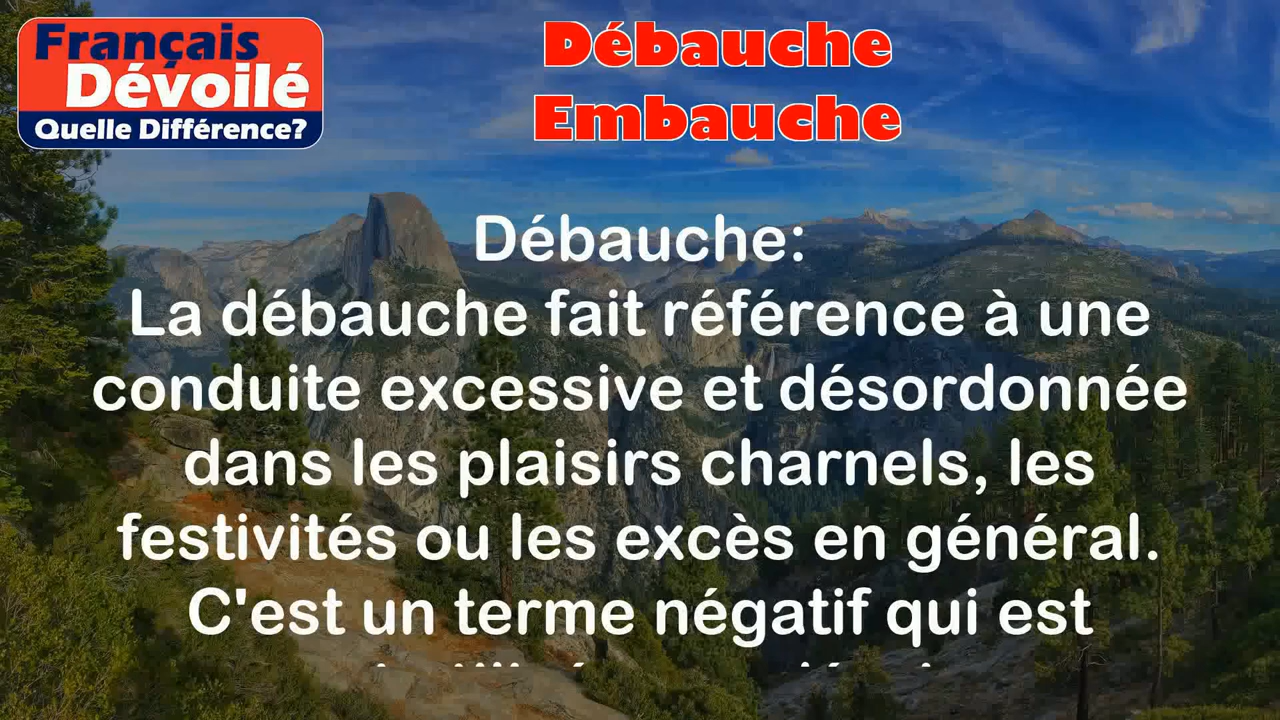 Français
Dévoilé
Quelle Différence?
Débauche
Embauche
Débauche:
La débauche fait référence à une
conduite excessive et désordonnée
dans les plaisirs charnels, les
festivités ou les excès en général.
C'est un terme négatif qui est